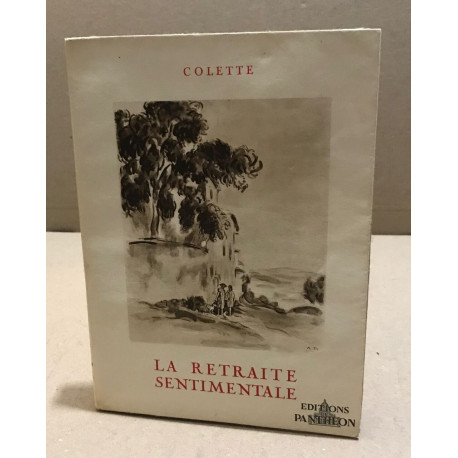 COLETTE
LA RETRAITE
SENTIMENTALE
EDITIONS
PANTHEON